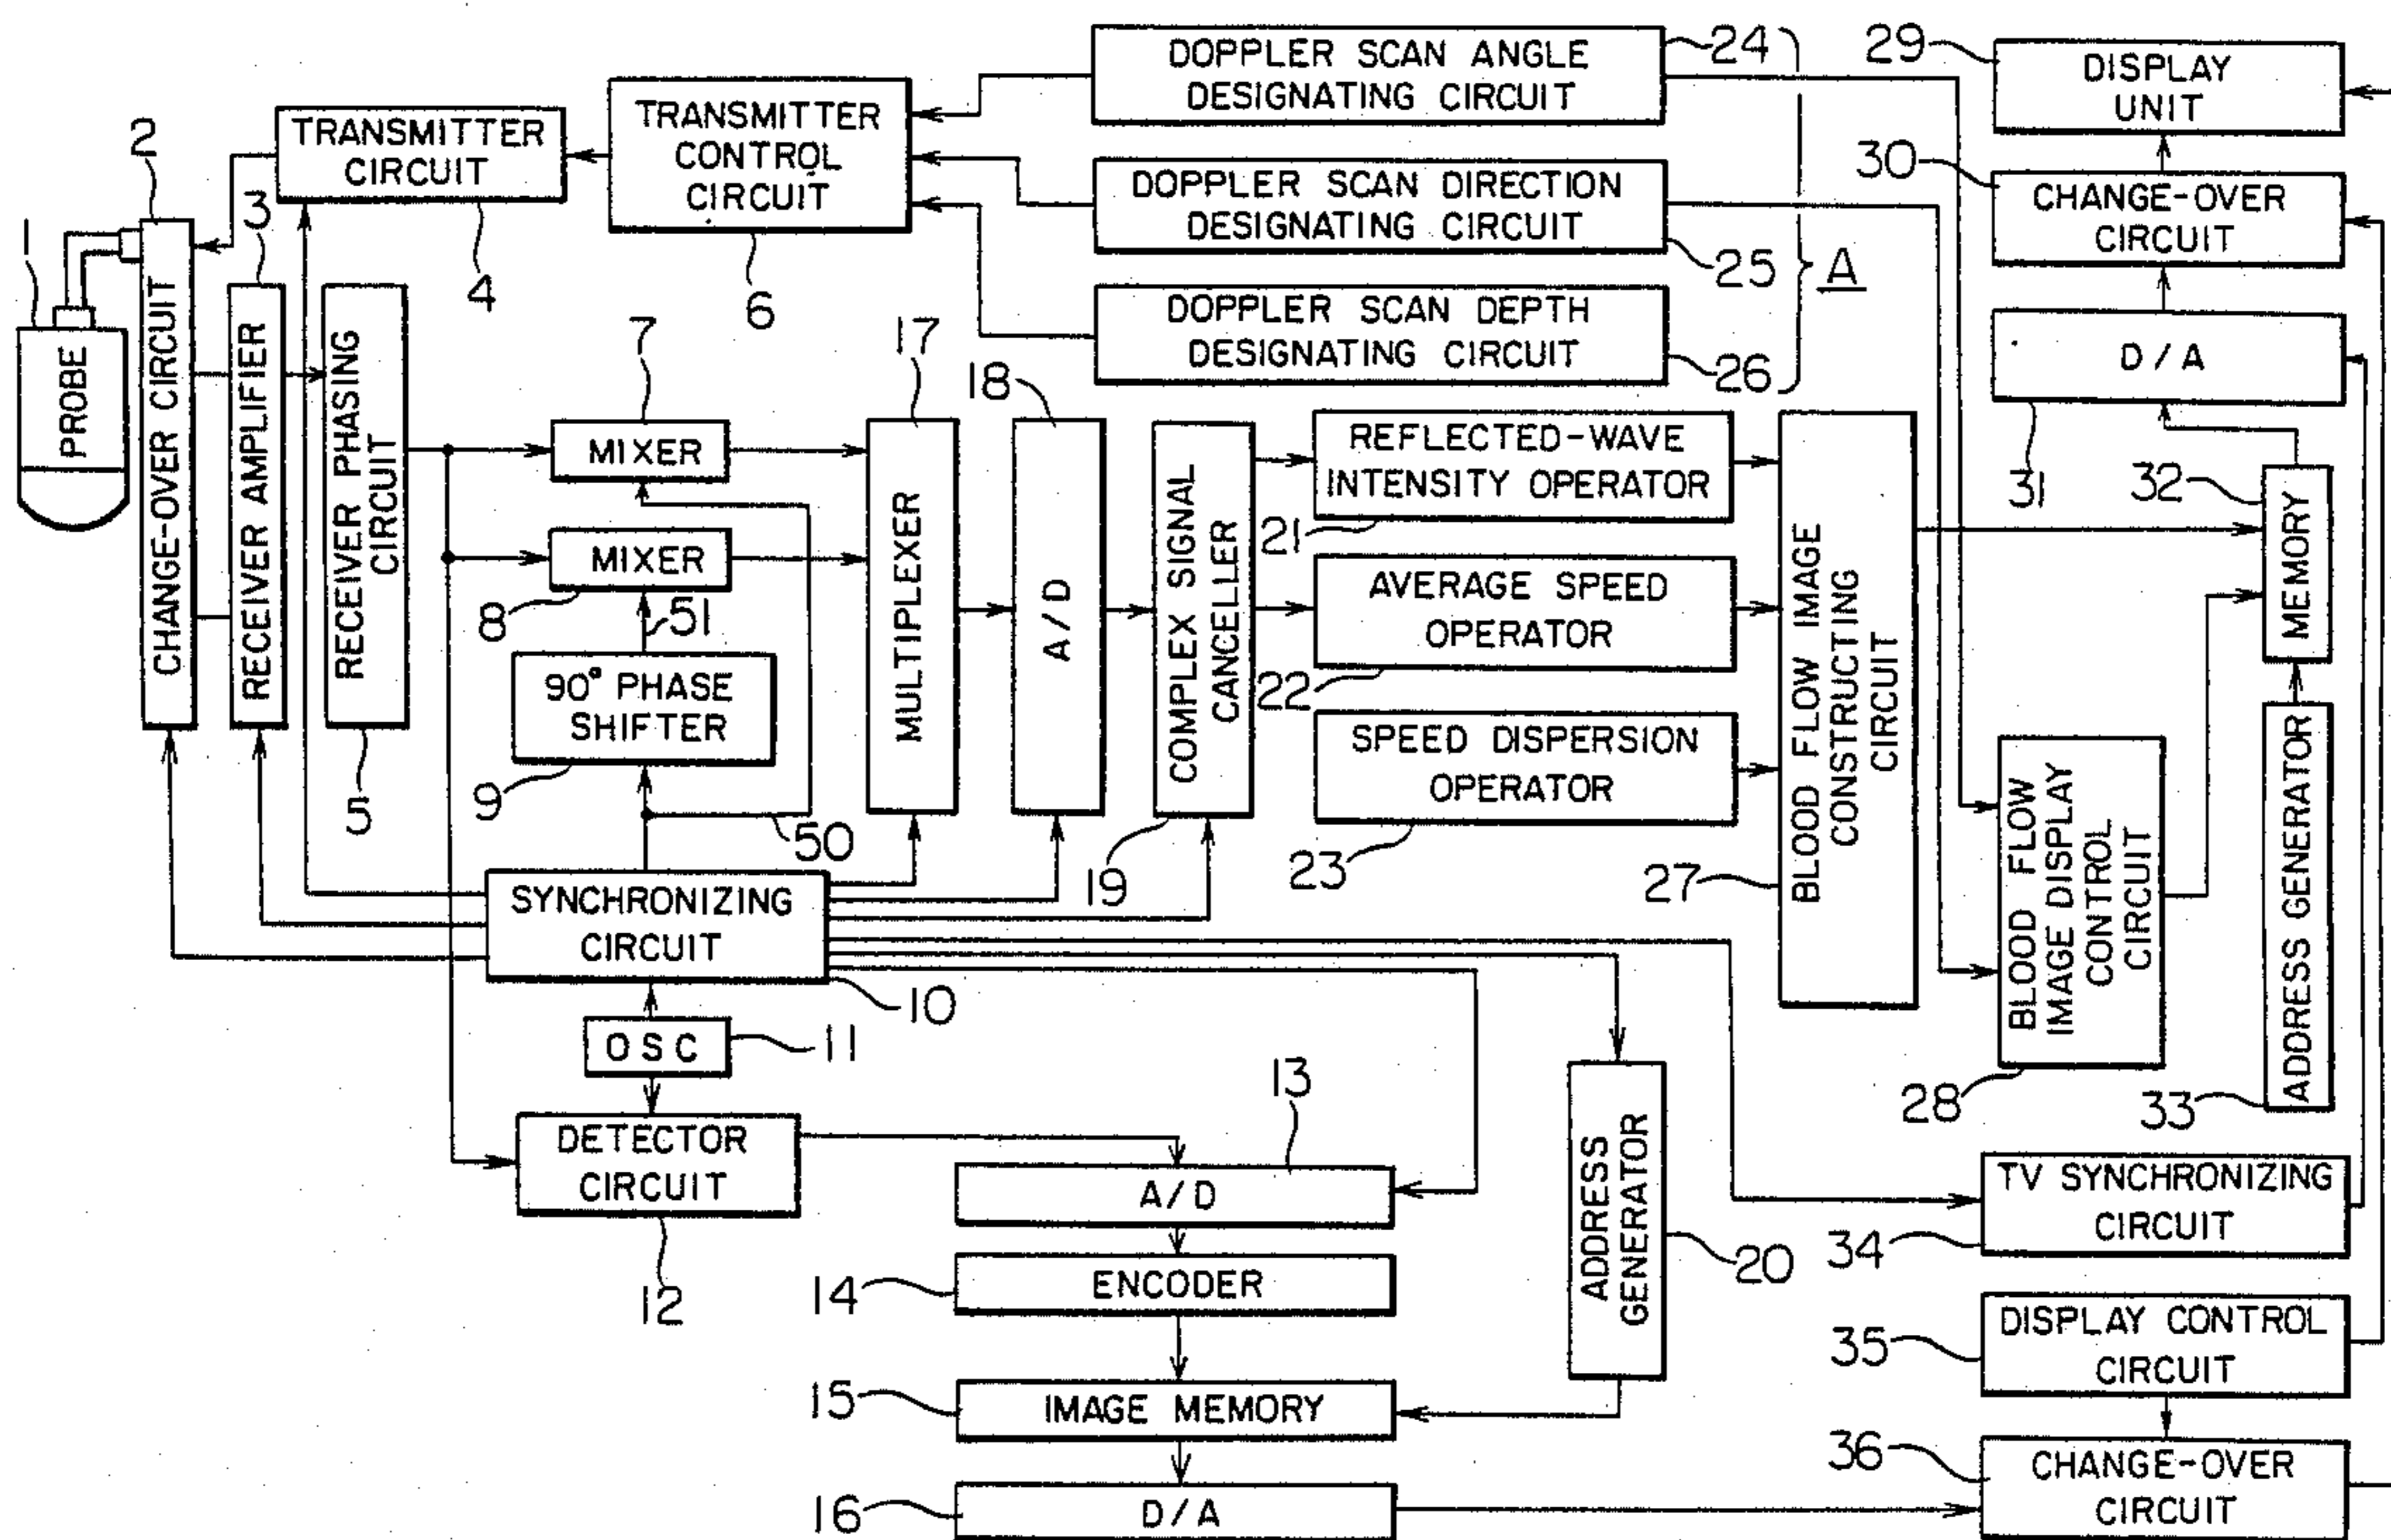 24
DOPPLER SCAN ANGLE
DESIGNATING CIRCUIT
29
DISPLAY
UNIT
2
TRANSMITTER
CIRCUIT
4
TRANSMITTER
CONTROL
CIRCUIT
6
DOPPLER SCAN DIRECTION
DESIGNATING CIRCUIT
25
A
30
CHANGE-OVER
CIRCUIT
1
PROBE
CHANGE-OVER CIRCUIT
3
RECEIVER AMPLIFIER
RECEIVER PHASING
CIRCUIT
5
DOPPLER SCAN DEPTH
DESIGNATING CIRCUIT
26
D/A
31
7
MIXER
MIXER
8
51
90° PHASE
SHIFTER
9
50
17
MULTIPLEXER
18
A/D
COMPLEX SIGNAL
CANCELLER
19
REFLECTED-WAVE
INTENSITY OPERATOR
21
AVERAGE SPEED
OPERATOR
22
SPEED DISPERSION
OPERATOR
23
BLOOD FLOW IMAGE
CONSTRUCTING
CIRCUIT
27
32
MEMORY
BLOOD FLOW
IMAGE DISPLAY
CONTROL
CIRCUIT
28
ADDRESS GENERATOR
33
SYNCHRONIZING
CIRCUIT
10
OSC
11
DETECTOR
CIRCUIT
12
13
A/D
14
ENCODER
15
IMAGE MEMORY
16
D/A
ADDRESS
GENERATOR
20
TV SYNCHRONIZING
CIRCUIT
34
DISPLAY CONTROL
CIRCUIT
35
36
CHANGE-OVER
CIRCUIT